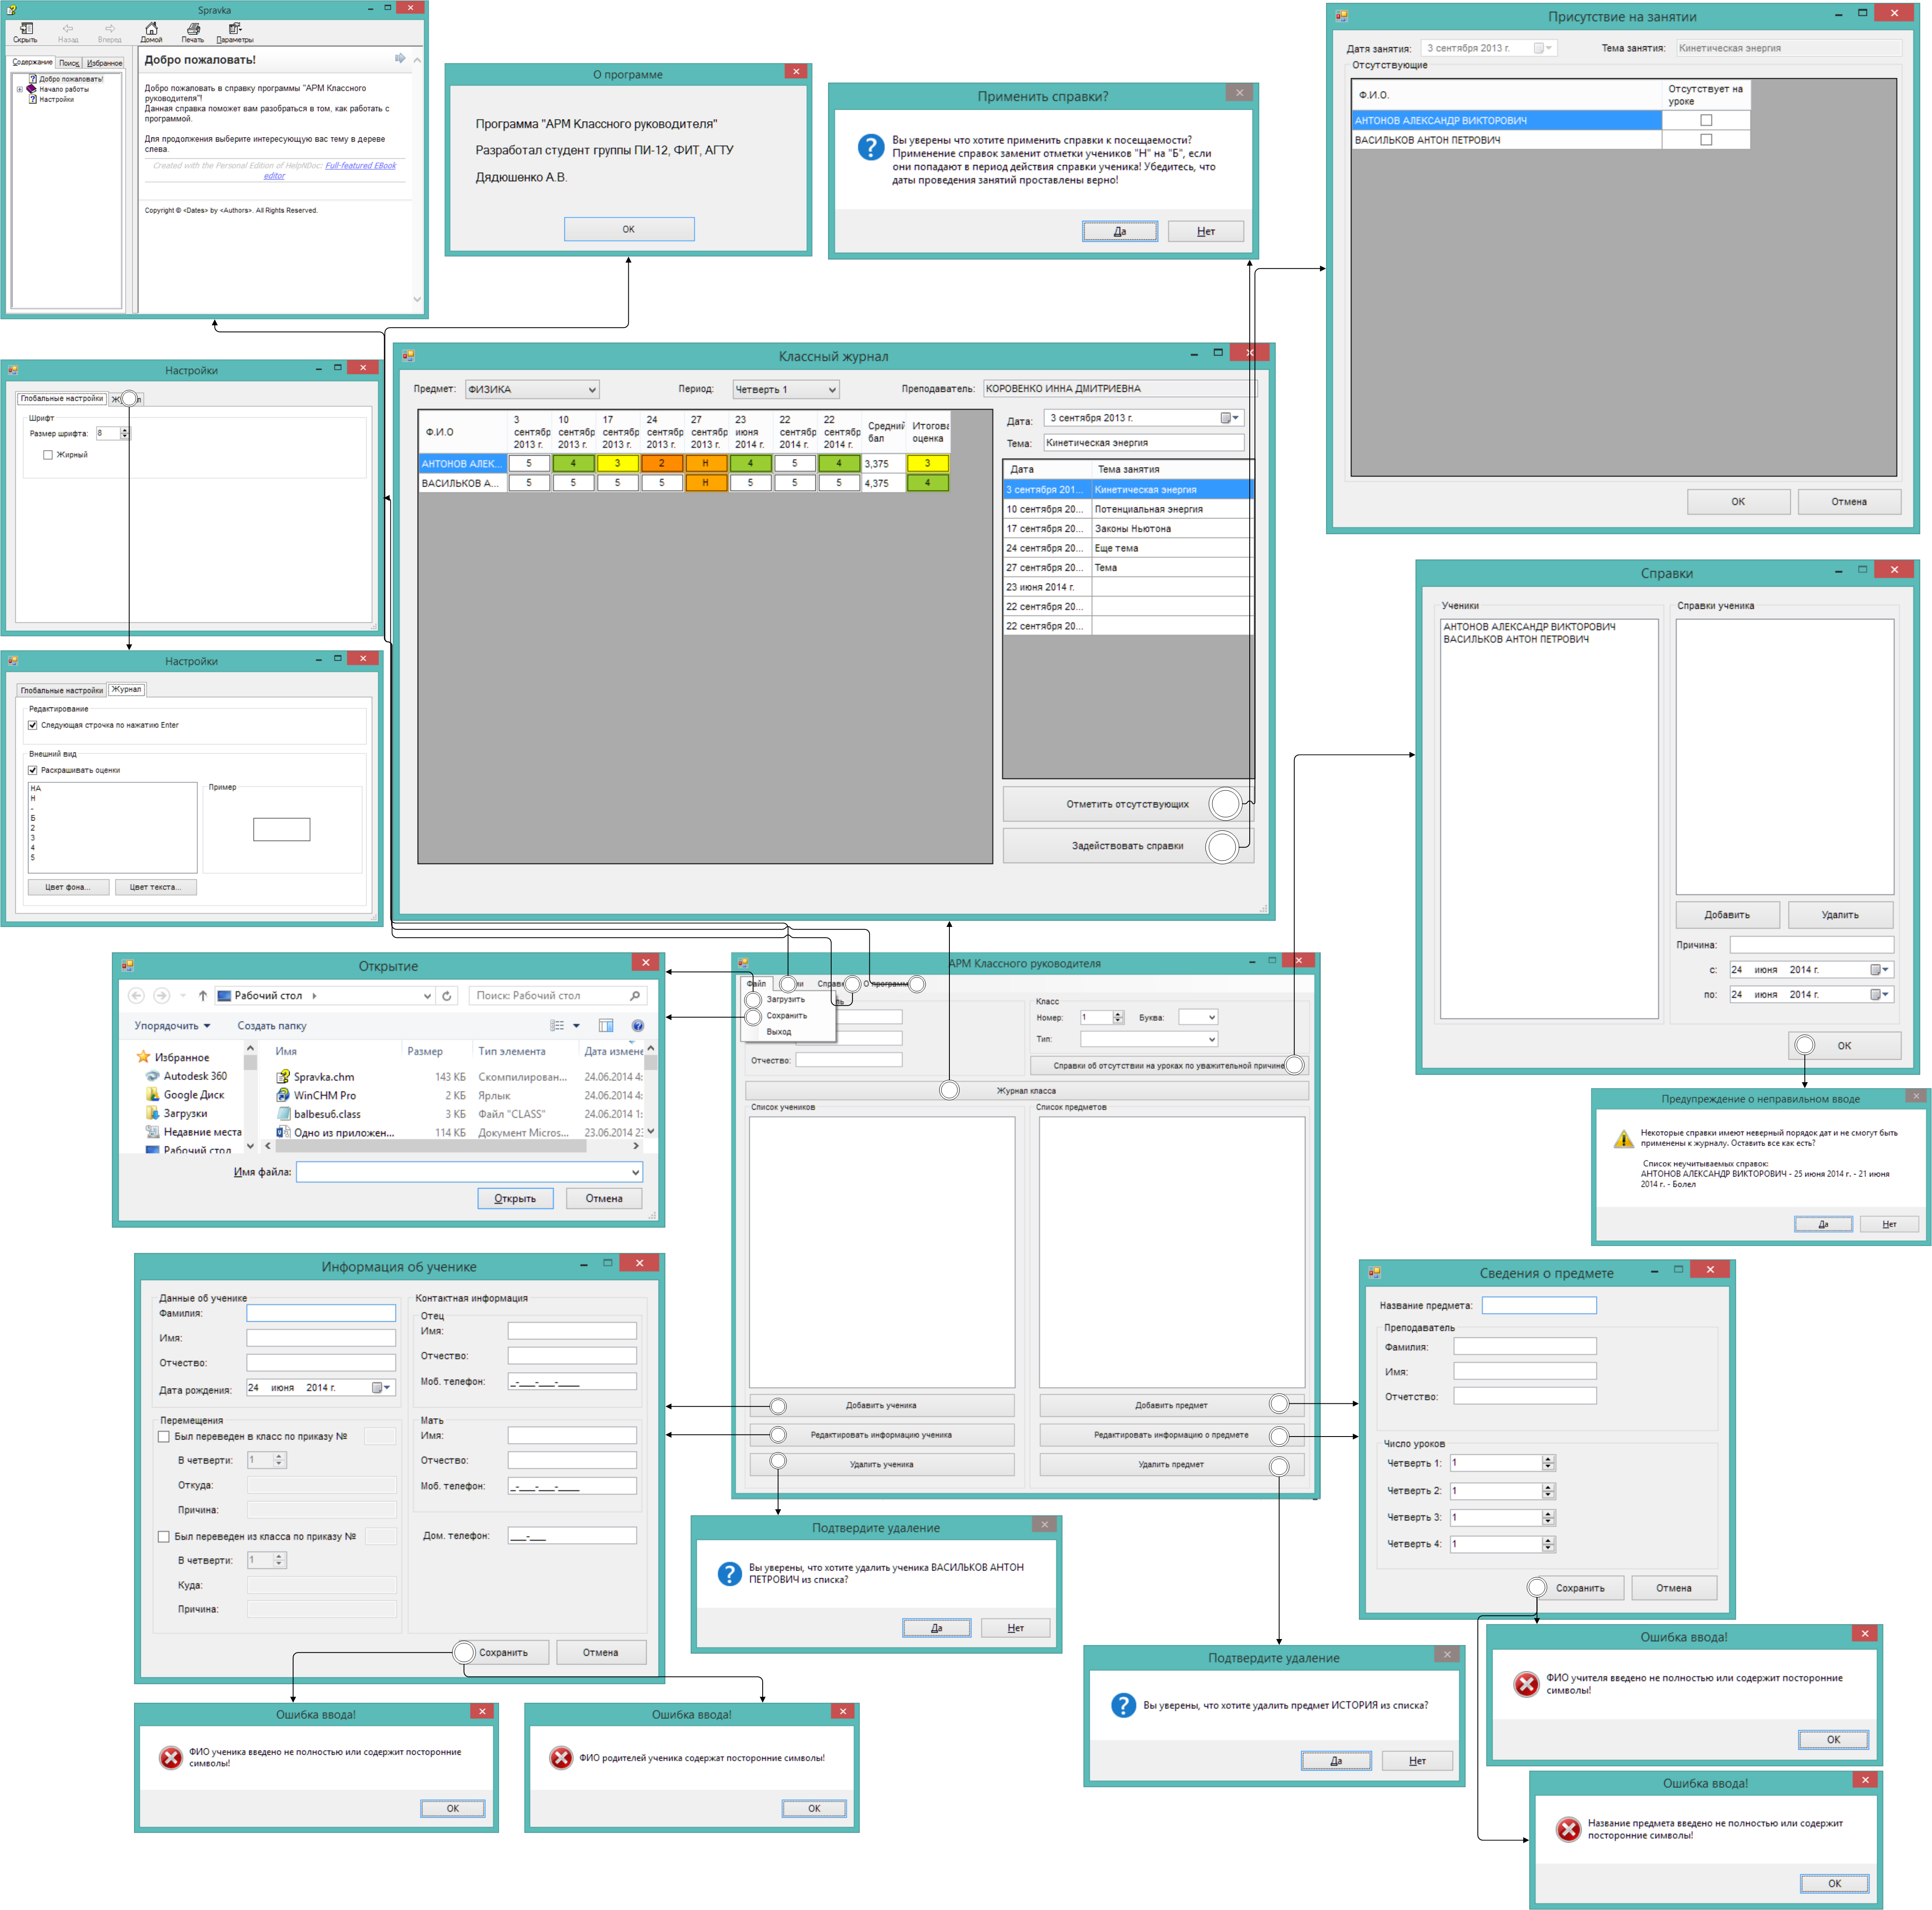 Spravka
Скрыть Назад Вперед Домой Печать Параметры
Содержание Поиск Избранное
Добро пожаловать!
Начало работы
Настройки
Добро пожаловать!
Добро пожаловать в справку программы "АРМ Классного
руководителя"!
Данная справка поможет вам разобраться в том, как работать с
программой.
Для продолжения выберите интересующую вас тему в дереве
слева.
Created with the Personal Edition of HelpNDoc: Full-featured EBook
editor
Copyright © <Dates> by <Authors>. All Rights Reserved.
О программе
Программа "АРМ Классного руководителя"
Разработал студент группы ПИ-12, ФИТ, АГТУ
Дядюшенко А.В.
ОК
Применить справки?
Вы уверены что хотите применить справки к посещаемости?
Применение справок заменит отметки учеников "Н" на "Б", если
они попадают в период действия справки ученика! Убедитесь, что
даты проведения занятий проставлены верно!
Да Нет
Присутствие на занятии
Датя занятия: 3 сентября 2013 г. Тема занятия: Кинетическая энергия
Отсутствующие
Ф.И.О. Отсутствует на
уроке
АНТОНОВ АЛЕКСАНДР ВИКТОРОВИЧ
ВАСИЛЬКОВ АНТОН ПЕТРОВИЧ
ОК Отмена
Настройки
Глобальные настройки
Шрифт
Размер шрифта: 8
Жирный
Настройки
Глобальные настройки Журнал
Редактирование
Следующая строчка по нажатию Enter
Внешний вид
Раскрашивать оценки
НА
Н
-
Б
2
3
4
5
Пример
Цвет фона... Цвет текста...
Классный журнал
Предмет: ФИЗИКА Период: Четверть 1 Преподаватель: КОРОВЕНКО ИННА ДМИТРИЕВНА
Ф.И.О
3 10 17 24 27 23 22 22
сентябр сентябр сентябр сентябр сентябр июня сентябр сентябр Средний Итогова
2013 г. 2013 г. 2013 г. 2013 г. 2013 г. 2014 г. 2014 г. 2014 г. бал оценка
АНТОНОВ АЛЕК... 5 4 3 2 Н 4 5 4 3,375 3
ВАСИЛЬКОВ А... 5 5 5 5 Н 5 5 5 4,375 4
Дата: 3 сентября 2013 г.
Тема: Кинетическая энергия
Дата Тема занятия
3 сентября 201... Кинетическая энергия
10 сентября 20... Потенциальная энергия
17 сентября 20... Законы Ньютона
24 сентября 20... Еще тема
27 сентября 20... Тема
23 июня 2014 г.
22 сентября 20...
22 сентября 20...
Отметить отсутствующих
Задействовать справки
Справки
Ученики
АНТОНОВ АЛЕКСАНДР ВИКТОРОВИЧ
ВАСИЛЬКОВ АНТОН ПЕТРОВИЧ
Справки ученика
Добавить Удалить
Причина:
с: 24 июня 2014 г.
по: 24 июня 2014 г.
ОК
Предупреждение о неправильном вводе
Некоторые справки имеют неверный порядок дат и не смогут быть
применены к журналу. Оставить все как есть?
Список неучитываемых справок:
АНТОНОВ АЛЕКСАНДР ВИКТОРОВИЧ - 25 июня 2014 г. - 21 июня
2014 г. - Болел
Да Нет
Открытие
Рабочий стол Поиск: Рабочий стол
Упорядочить Создать папку
Избранное
Autodesk 360
Google Диск
Загрузки
Недавние места
Рабочий стол
Имя Размер Тип элемента Дата измене
Spravka.chm 143 КБ Скомпилирован... 24.06.2014 4:
WinCHM Pro 2 КБ Ярлык 24.06.2014 4:
balbesu6.class 3 КБ Файл "CLASS" 24.06.2014 1:
Одно из приложен... 114 КБ Документ Micros... 23.06.2014 23
Имя файла:
Открыть Отмена
АРМ Классного руководителя
Файл
Загрузить
Сохранить
Выход
Отчество:
Класс
Номер: 1 Буква:
Тип:
Справки об отсутствии на уроках по уважительной причине
Журнал класса
Список учеников Список предметов
Добавить ученика Добавить предмет
Редактировать информацию ученика Редактировать информацию о предмете
Удалить ученика Удалить предмет
Информация об ученике
Данные об ученике
Фамилия:
Имя:
Отчество:
Дата рождения: 24 июня 2014 г.
Перемещения
Был переведен в класс по приказу №
В четверти: 1
Откуда:
Причина:
Был переведен из класса по приказу №
В четверти: 1
Куда:
Причина:
Контактная информация
Отец
Имя:
Отчество:
Моб. телефон: _-___-___-____
Мать
Имя:
Отчество:
Моб. телефон: _-___-___-____
Дом. телефон: ___-___
Сохранить Отмена
Сведения о предмете
Название предмета:
Преподаватель
Фамилия:
Имя:
Отчетство:
Число уроков
Четверть 1: 1
Четверть 2: 1
Четверть 3: 1
Четверть 4: 1
Сохранить Отмена
Подтвердите удаление
Вы уверены, что хотите удалить ученика ВАСИЛЬКОВ АНТОН
ПЕТРОВИЧ из списка?
Да Нет
Подтвердите удаление
Вы уверены, что хотите удалить предмет ИСТОРИЯ из списка?
Да Нет
Ошибка ввода!
ФИО учителя введено не полностью или содержит посторонние
символы!
ОК
Ошибка ввода!
ФИО ученика введено не полностью или содержит посторонние
символы!
ОК
Ошибка ввода!
ФИО родителей ученика содержат посторонние символы!
ОК
Ошибка ввода!
Название предмета введено не полностью или содержит
посторонние символы!
ОК